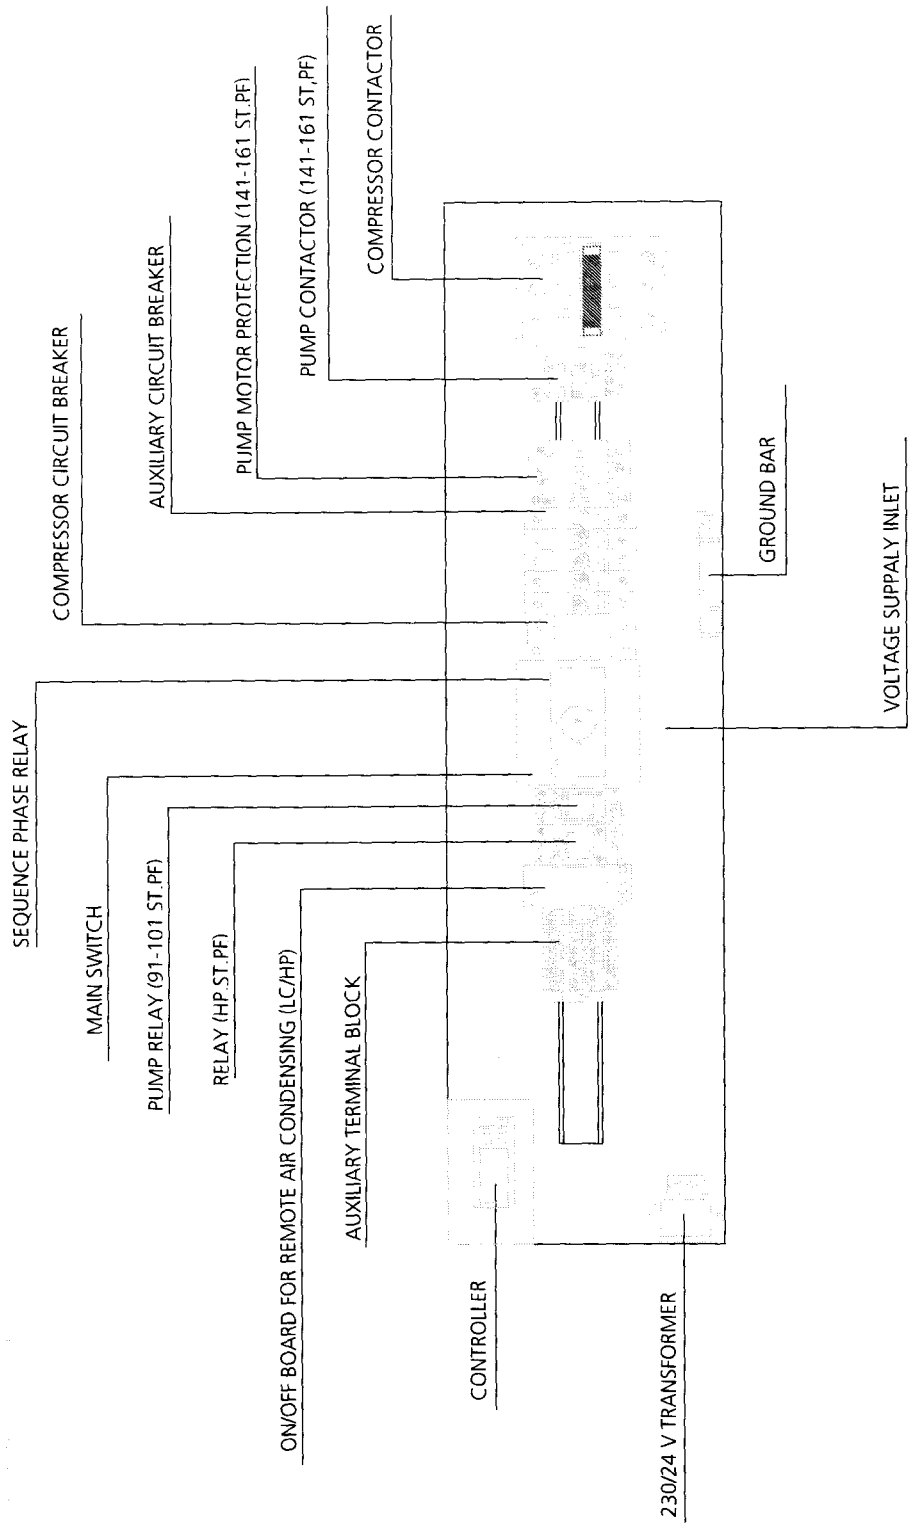 SEQUENCE PHASE RELAY
COMPRESSOR CIRCUIT BREAKER
MAIN SWITCH
AUXILIARY CIRCUIT BREAKER
PUMP RELAY (91-101 ST.PF)
PUMP MOTOR PROTECTION (141-161 ST.PF)
RELAY (HP.ST.PF)
PUMP CONTACTOR (141-161 ST,PF)
ON/OFF BOARD FOR REMOTE AIR CONDENSING (LC/HP)
COMPRESSOR CONTACTOR
AUXILIARY TERMINAL BLOCK
CONTROLLER
230/24 V TRANSFORMER
GROUND BAR
VOLTAGE SUPPALY INLET